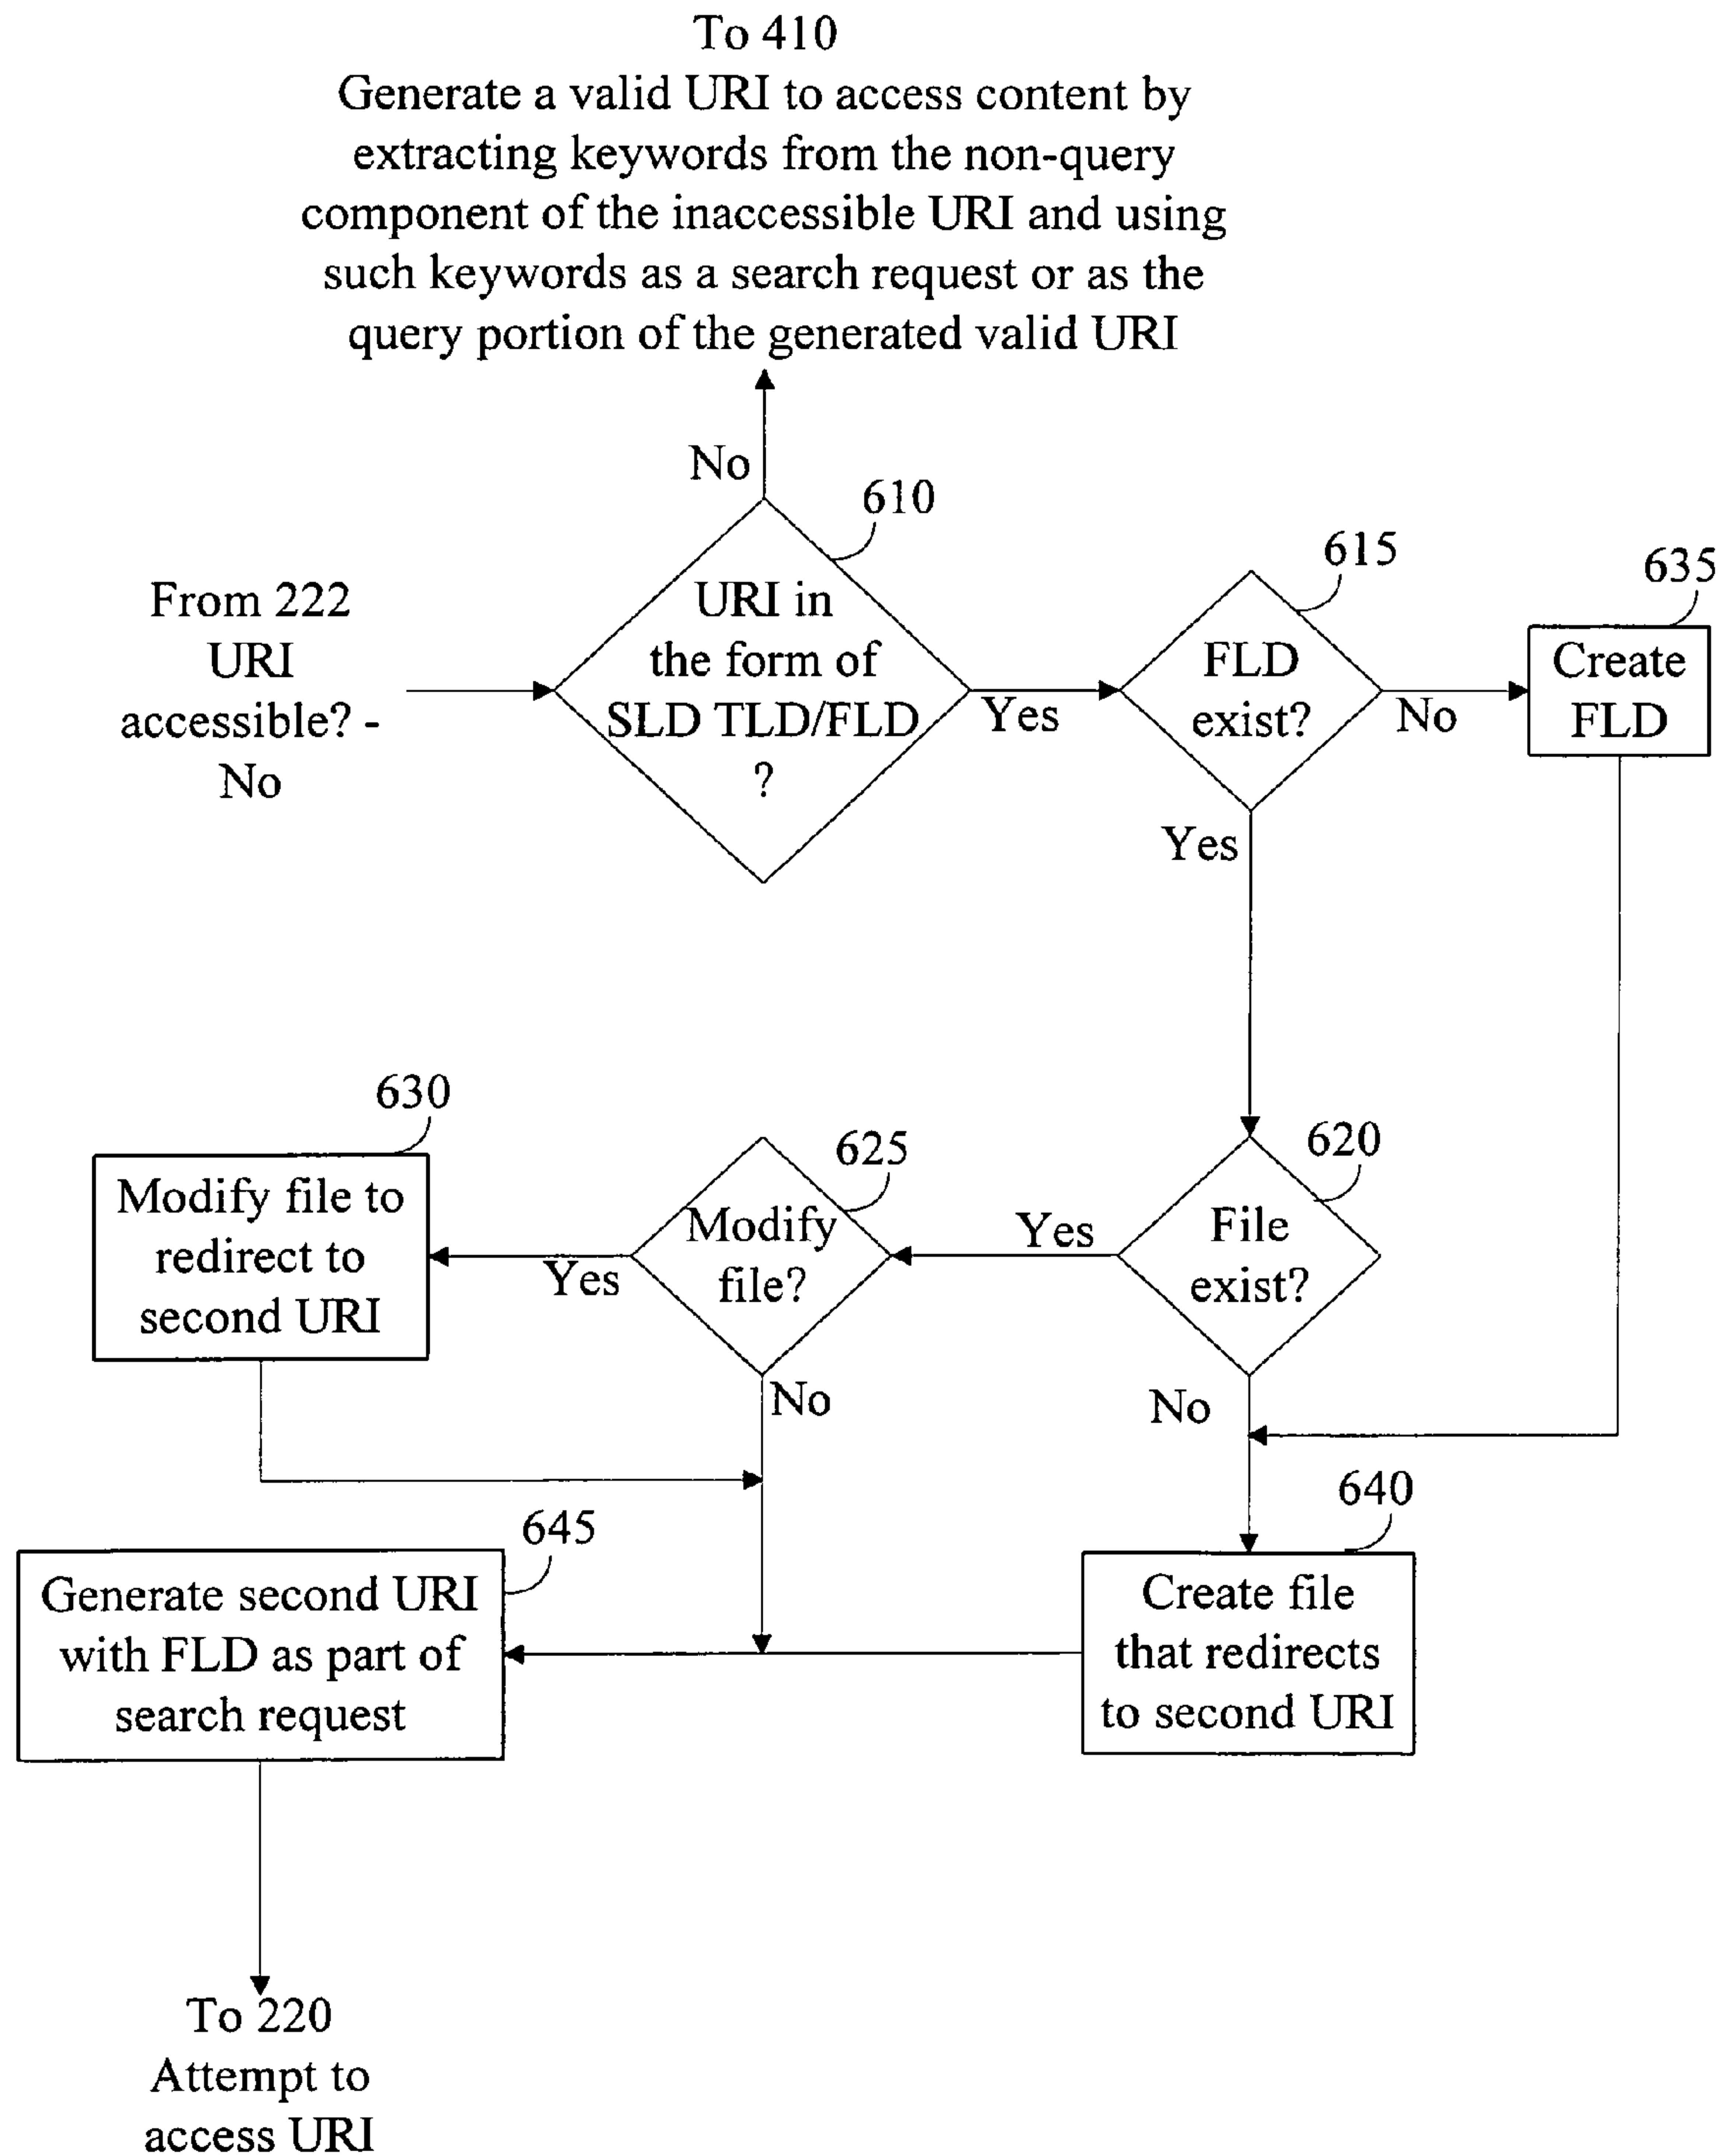 To 410
Generate a valid URI to access content by
extracting keywords from the non-query
component of the inaccessible URI and using
such keywords as a search request or as the
query portion of the generated valid URI
No
610
615
635
From 222
URI
accessible? -
No
URI in
the form of
SLD TLD/FLD
?
Yes
FLD
exist?
No
Create
FLD
Yes
630
625
620
Modify file to
redirect to
second URI
Yes
Modify
file?
Yes
File
exist?
No
No
645
640
Generate second URI
with FLD as part of
search request
Create file
that redirects
to second URI
To 220
Attempt to
access URI